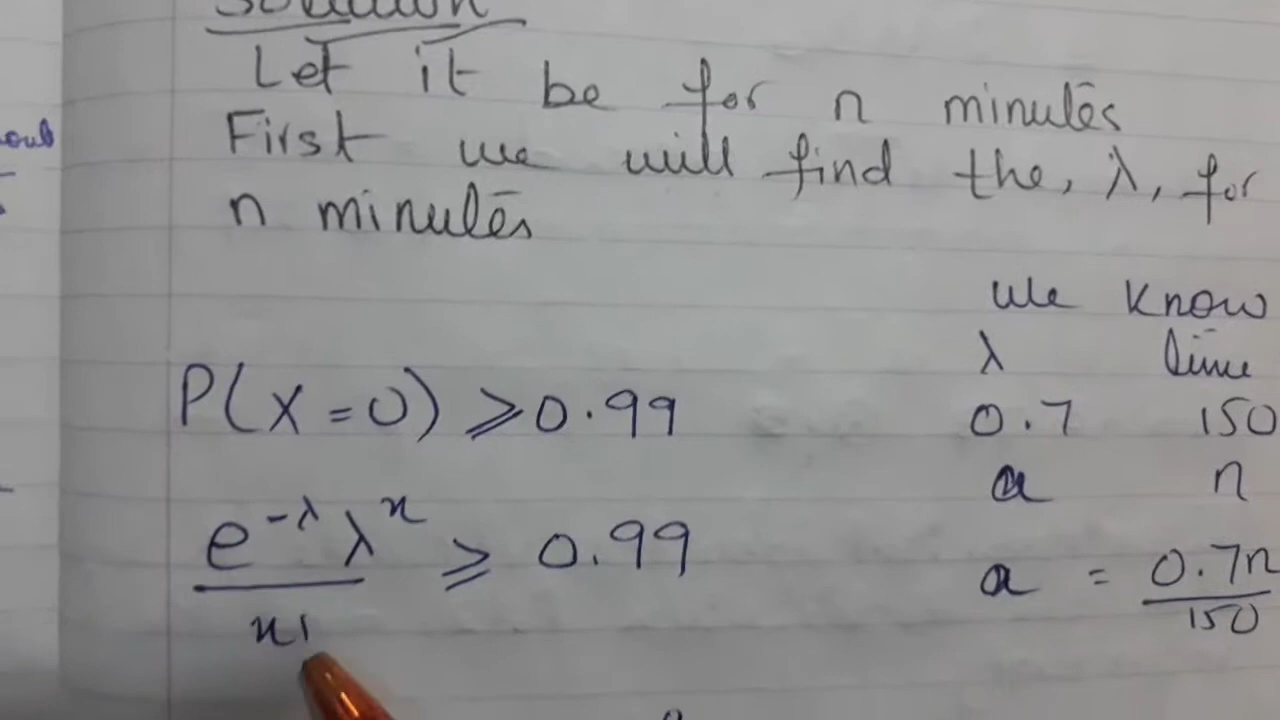 Solution
Let it be for n minutes
First we will find the, λ, for
n minutes
we know
λ time
0.7 150
a n
a = 0.7n
150
P(X=0) ⩾ 0.99
e^-λ λ^x ⩾ 0.99
x!